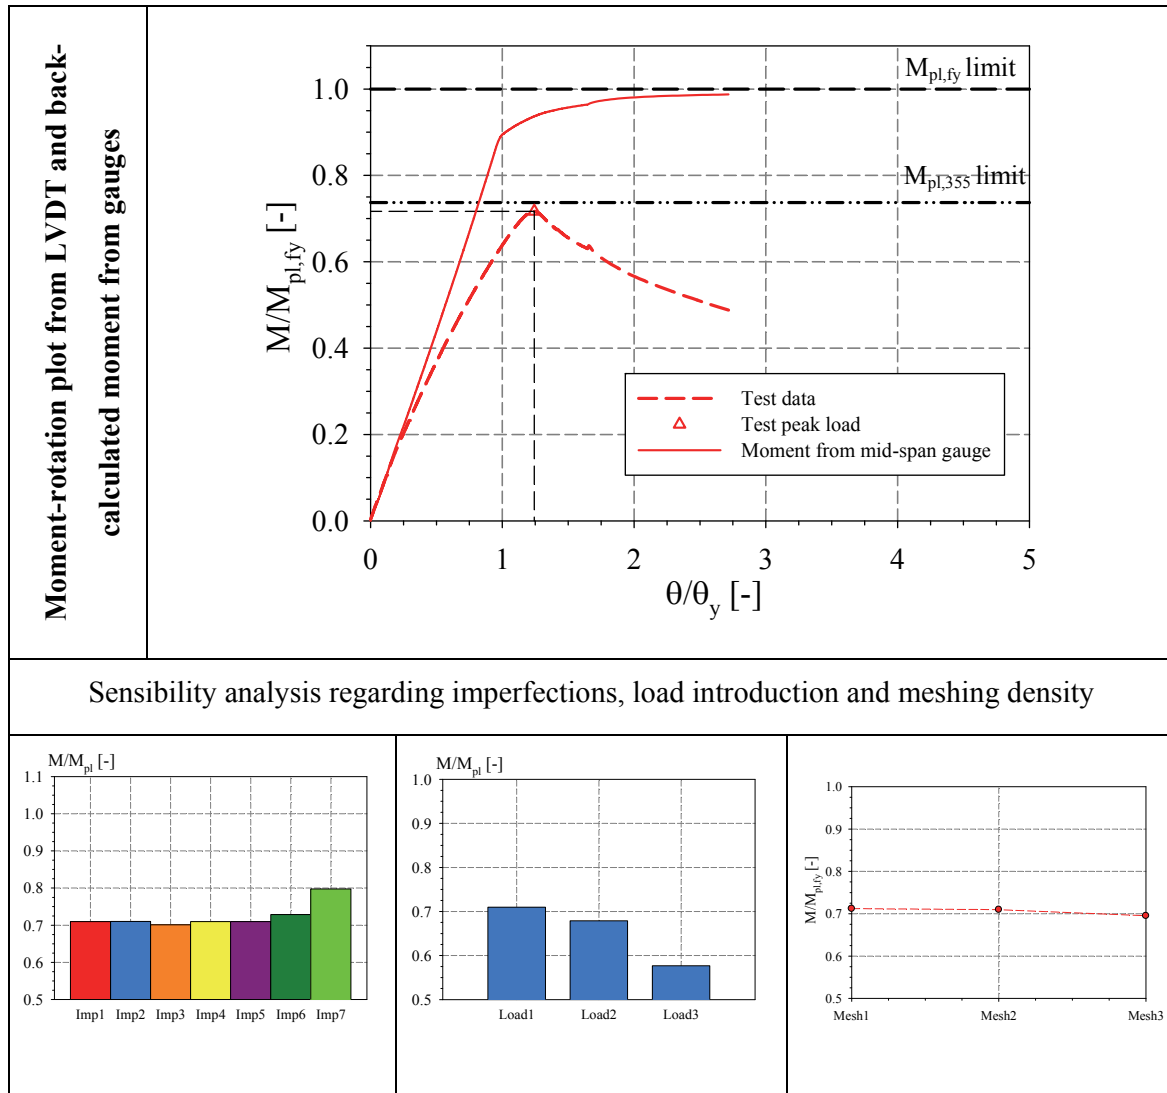 Moment-rotation plot from LVDT and back-
calculated moment from gauges
M/Mpl,fy [-]
1.0
0.8
0.6
0.4
0.2
0.0
Mpl,fy limit
Mpl,355 limit
Test data
Test peak load
Moment from mid-span gauge
0 1 2 3 4 5
θ/θy [-]
Sensibility analysis regarding imperfections, load introduction and meshing density
M/Mpl [-]
1.1
1.0
0.9
0.8
0.7
0.6
0.5
Imp1 Imp2 Imp3 Imp4 Imp5 Imp6 Imp7
M/Mpl [-]
1.0
0.9
0.8
0.7
0.6
0.5
Load1 Load2 Load3
M/Mpl,fy [-]
1.0
0.9
0.8
0.7
0.6
0.5
Mesh1 Mesh2 Mesh3